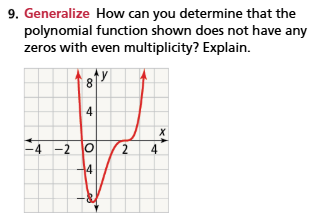 9. Generalize How can you determine that the
polynomial function shown does not have any
zeros with even multiplicity? Explain.
y
8
4
x
-4 -2 O 2 4
-4
-8